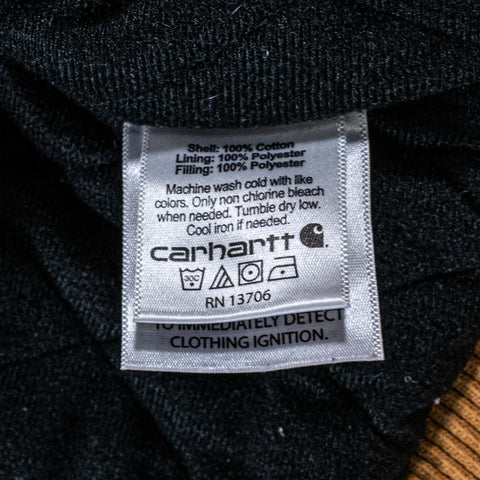 Shell: 100% Cotton
Lining: 100% Polyester
Filling: 100% Polyester
Machine wash cold with like
colors. Only non chlorine bleach
when needed. Tumble dry low.
Cool iron if needed.
carhartt
30C
RN 13706
TO IMMEDIATELY DETECT
CLOTHING IGNITION.